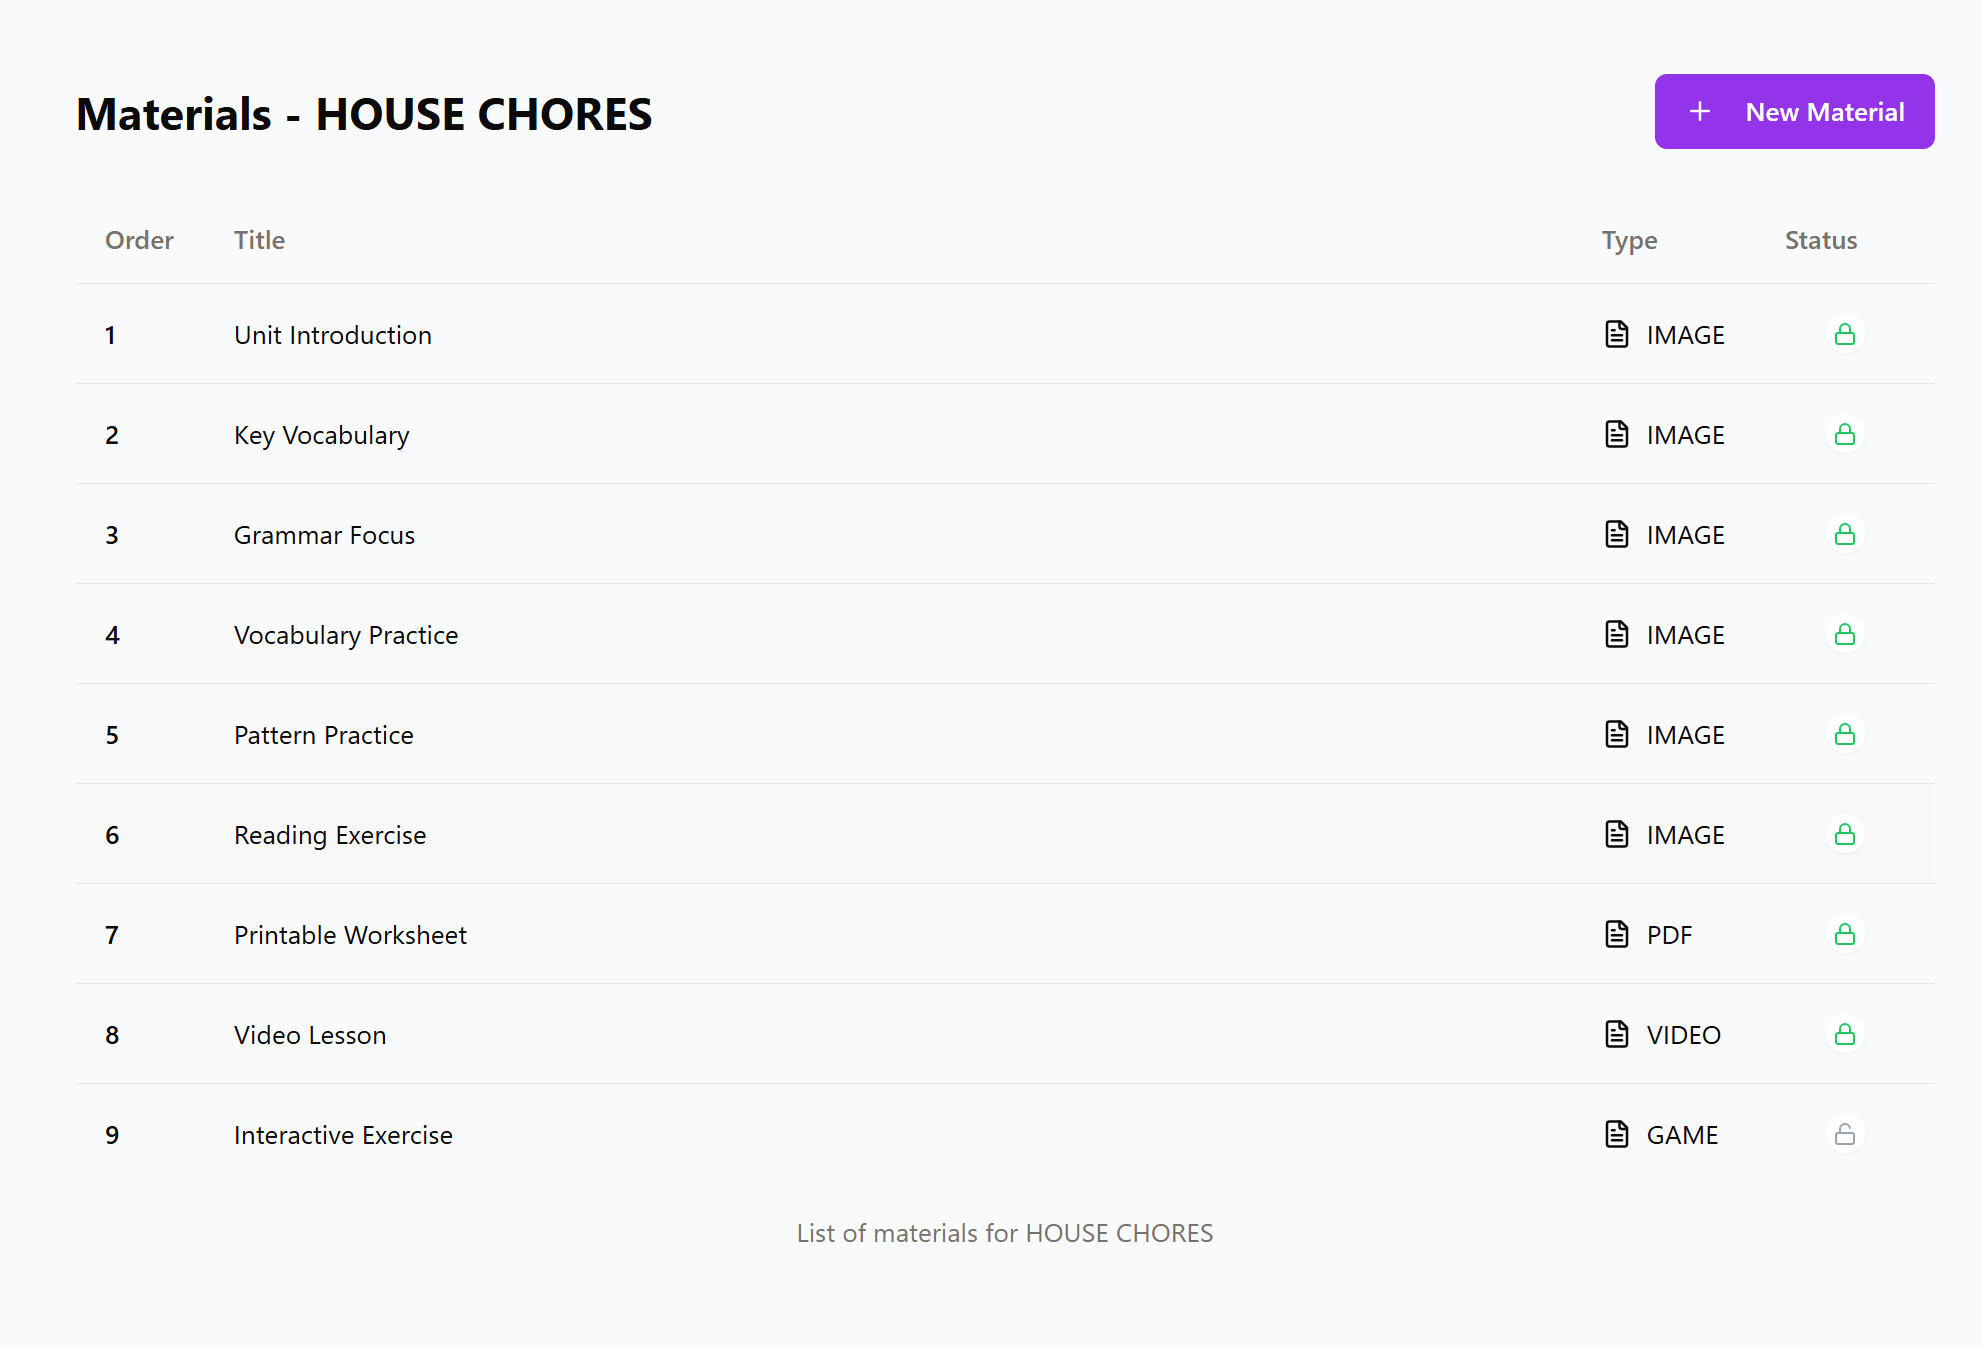 Materials - HOUSE CHORES
New Material
Order Title Type Status
1 Unit Introduction IMAGE
2 Key Vocabulary IMAGE
3 Grammar Focus IMAGE
4 Vocabulary Practice IMAGE
5 Pattern Practice IMAGE
6 Reading Exercise IMAGE
7 Printable Worksheet PDF
8 Video Lesson VIDEO
9 Interactive Exercise GAME
List of materials for HOUSE CHORES